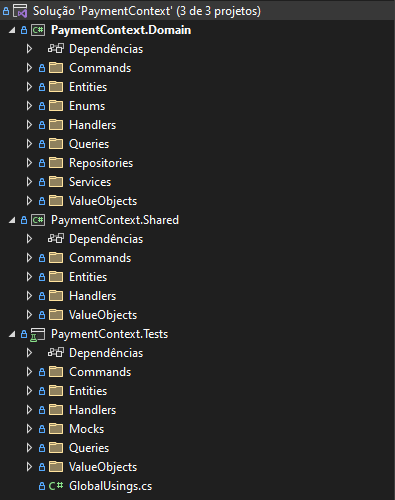 Solução 'PaymentContext' (3 de 3 projetos)
C# PaymentContext.Domain
Dependências
Commands
Entities
Enums
Handlers
Queries
Repositories
Services
ValueObjects
C# PaymentContext.Shared
Dependências
Commands
Entities
Handlers
ValueObjects
PaymentContext.Tests
Dependências
Commands
Entities
Handlers
Mocks
Queries
ValueObjects
C# GlobalUsings.cs